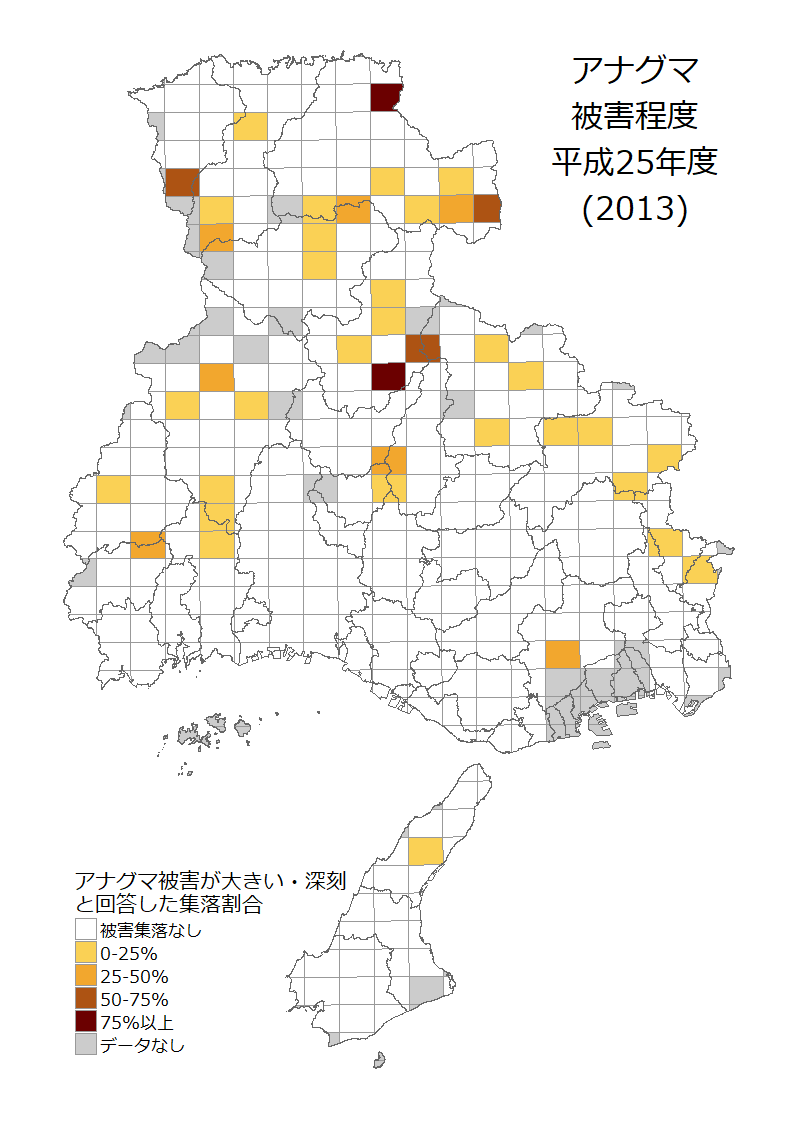 アナグマ
被害程度
平成25年度
(2013)
アナグマ被害が大きい・深刻
と回答した集落割合
被害集落なし
0-25%
25-50%
50-75%
75%以上
データなし